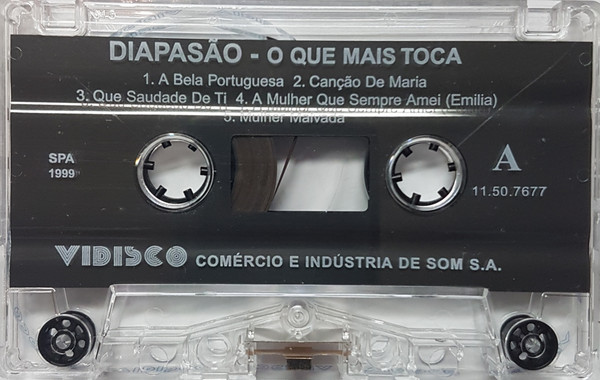 DIAPASÃO - O QUE MAIS TOCA
1. A Bela Portuguesa 2. Canção De Maria
3. Que Saudade De Ti 4. A Mulher Que Sempre Amei (Emilia)
5. Mulher Malvada
SPA
1999
A
11.50.7677
VIDISCO COMÉRCIO E INDÚSTRIA DE SOM S.A.